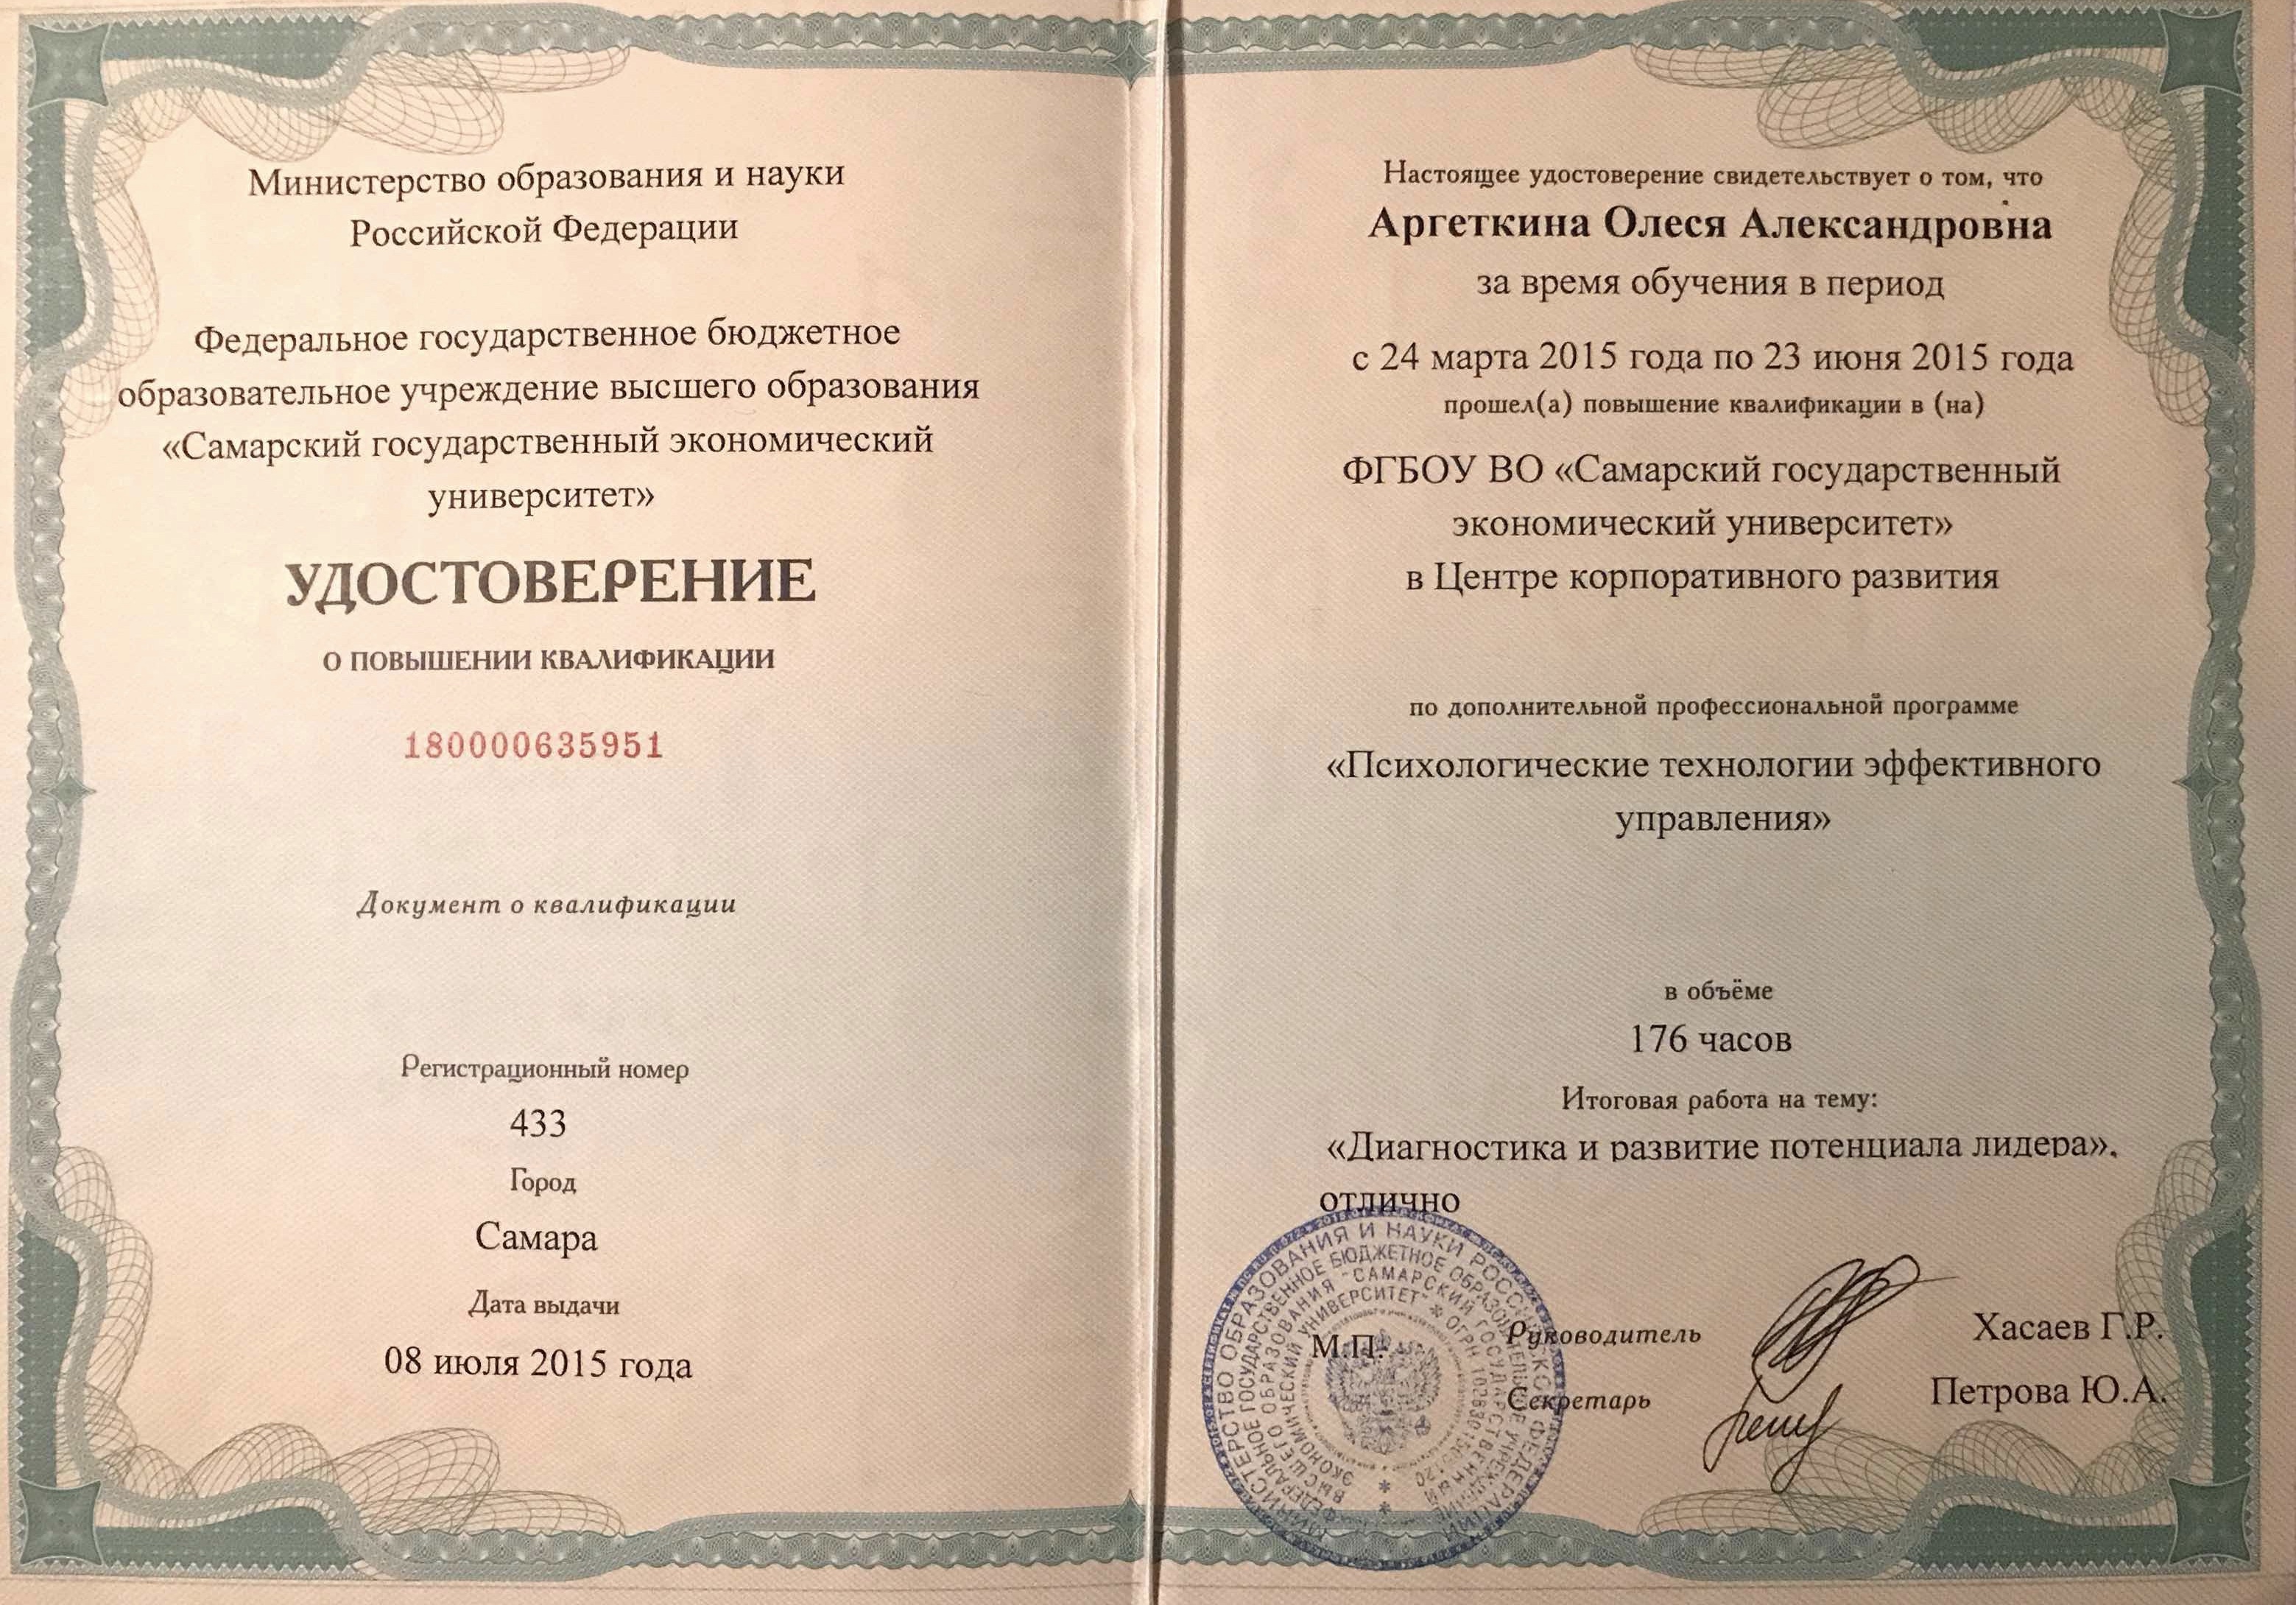 Министерство образования и науки
Российской Федерации
Федеральное государственное бюджетное
образовательное учреждение высшего образования
«Самарский государственный экономический
университет»
УДОСТОВЕРЕНИЕ
О ПОВЫШЕНИИ КВАЛИФИКАЦИИ
180000635951
Документ о квалификации
Регистрационный номер
433
Город
Самара
Дата выдачи
08 июля 2015 года
Настоящее удостоверение свидетельствует о том, что
Аргеткина Олеся Александровна
за время обучения в период
с 24 марта 2015 года по 23 июня 2015 года
прошел(а) повышение квалификации в (на)
ФГБОУ ВО «Самарский государственный
экономический университет»
в Центре корпоративного развития
по дополнительной профессиональной программе
«Психологические технологии эффективного
управления»
в объёме
176 часов
Итоговая работа на тему:
«Диагностика и развитие потенциала лидера»,
отлично
М.П.
Руководитель
Хасаев Г.Р.
Секретарь
Петрова Ю.А.
МИНИСТЕРСТВО ОБРАЗОВАНИЯ И НАУКИ РОССИЙСКОЙ ФЕДЕРАЦИИ
ФЕДЕРАЛЬНОЕ ГОСУДАРСТВЕННОЕ БЮДЖЕТНОЕ ОБРАЗОВАТЕЛЬНОЕ УЧРЕЖДЕНИЕ
ВЫСШЕГО ОБРАЗОВАНИЯ "САМАРСКИЙ ГОСУДАРСТВЕННЫЙ
ЭКОНОМИЧЕСКИЙ УНИВЕРСИТЕТ" * ОГРН